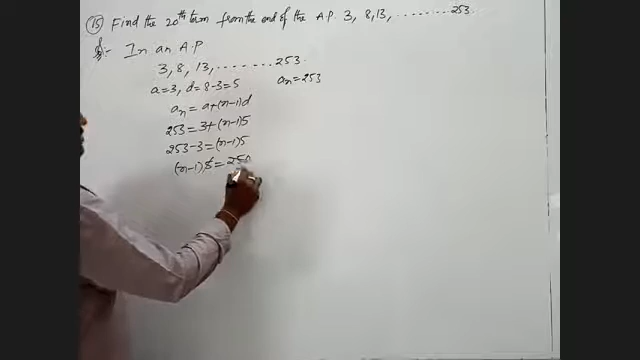 (15) Find the 20th term from the end of the A.P. 3, 8, 13, ......... 253.
Sol:- In an A.P
3, 8, 13, ........ 253.
a=3, d=8-3=5 an=253
an = a+(n-1)d
253 = 3+(n-1)5
253-3=(n-1)5
(n-1)5=250